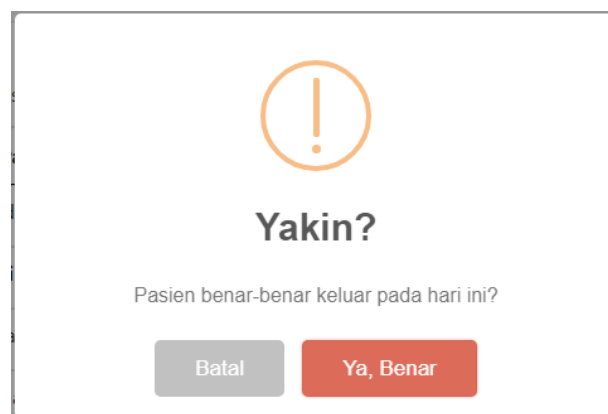 Yakin?
Pasien benar-benar keluar pada hari ini?
Batal
Ya, Benar